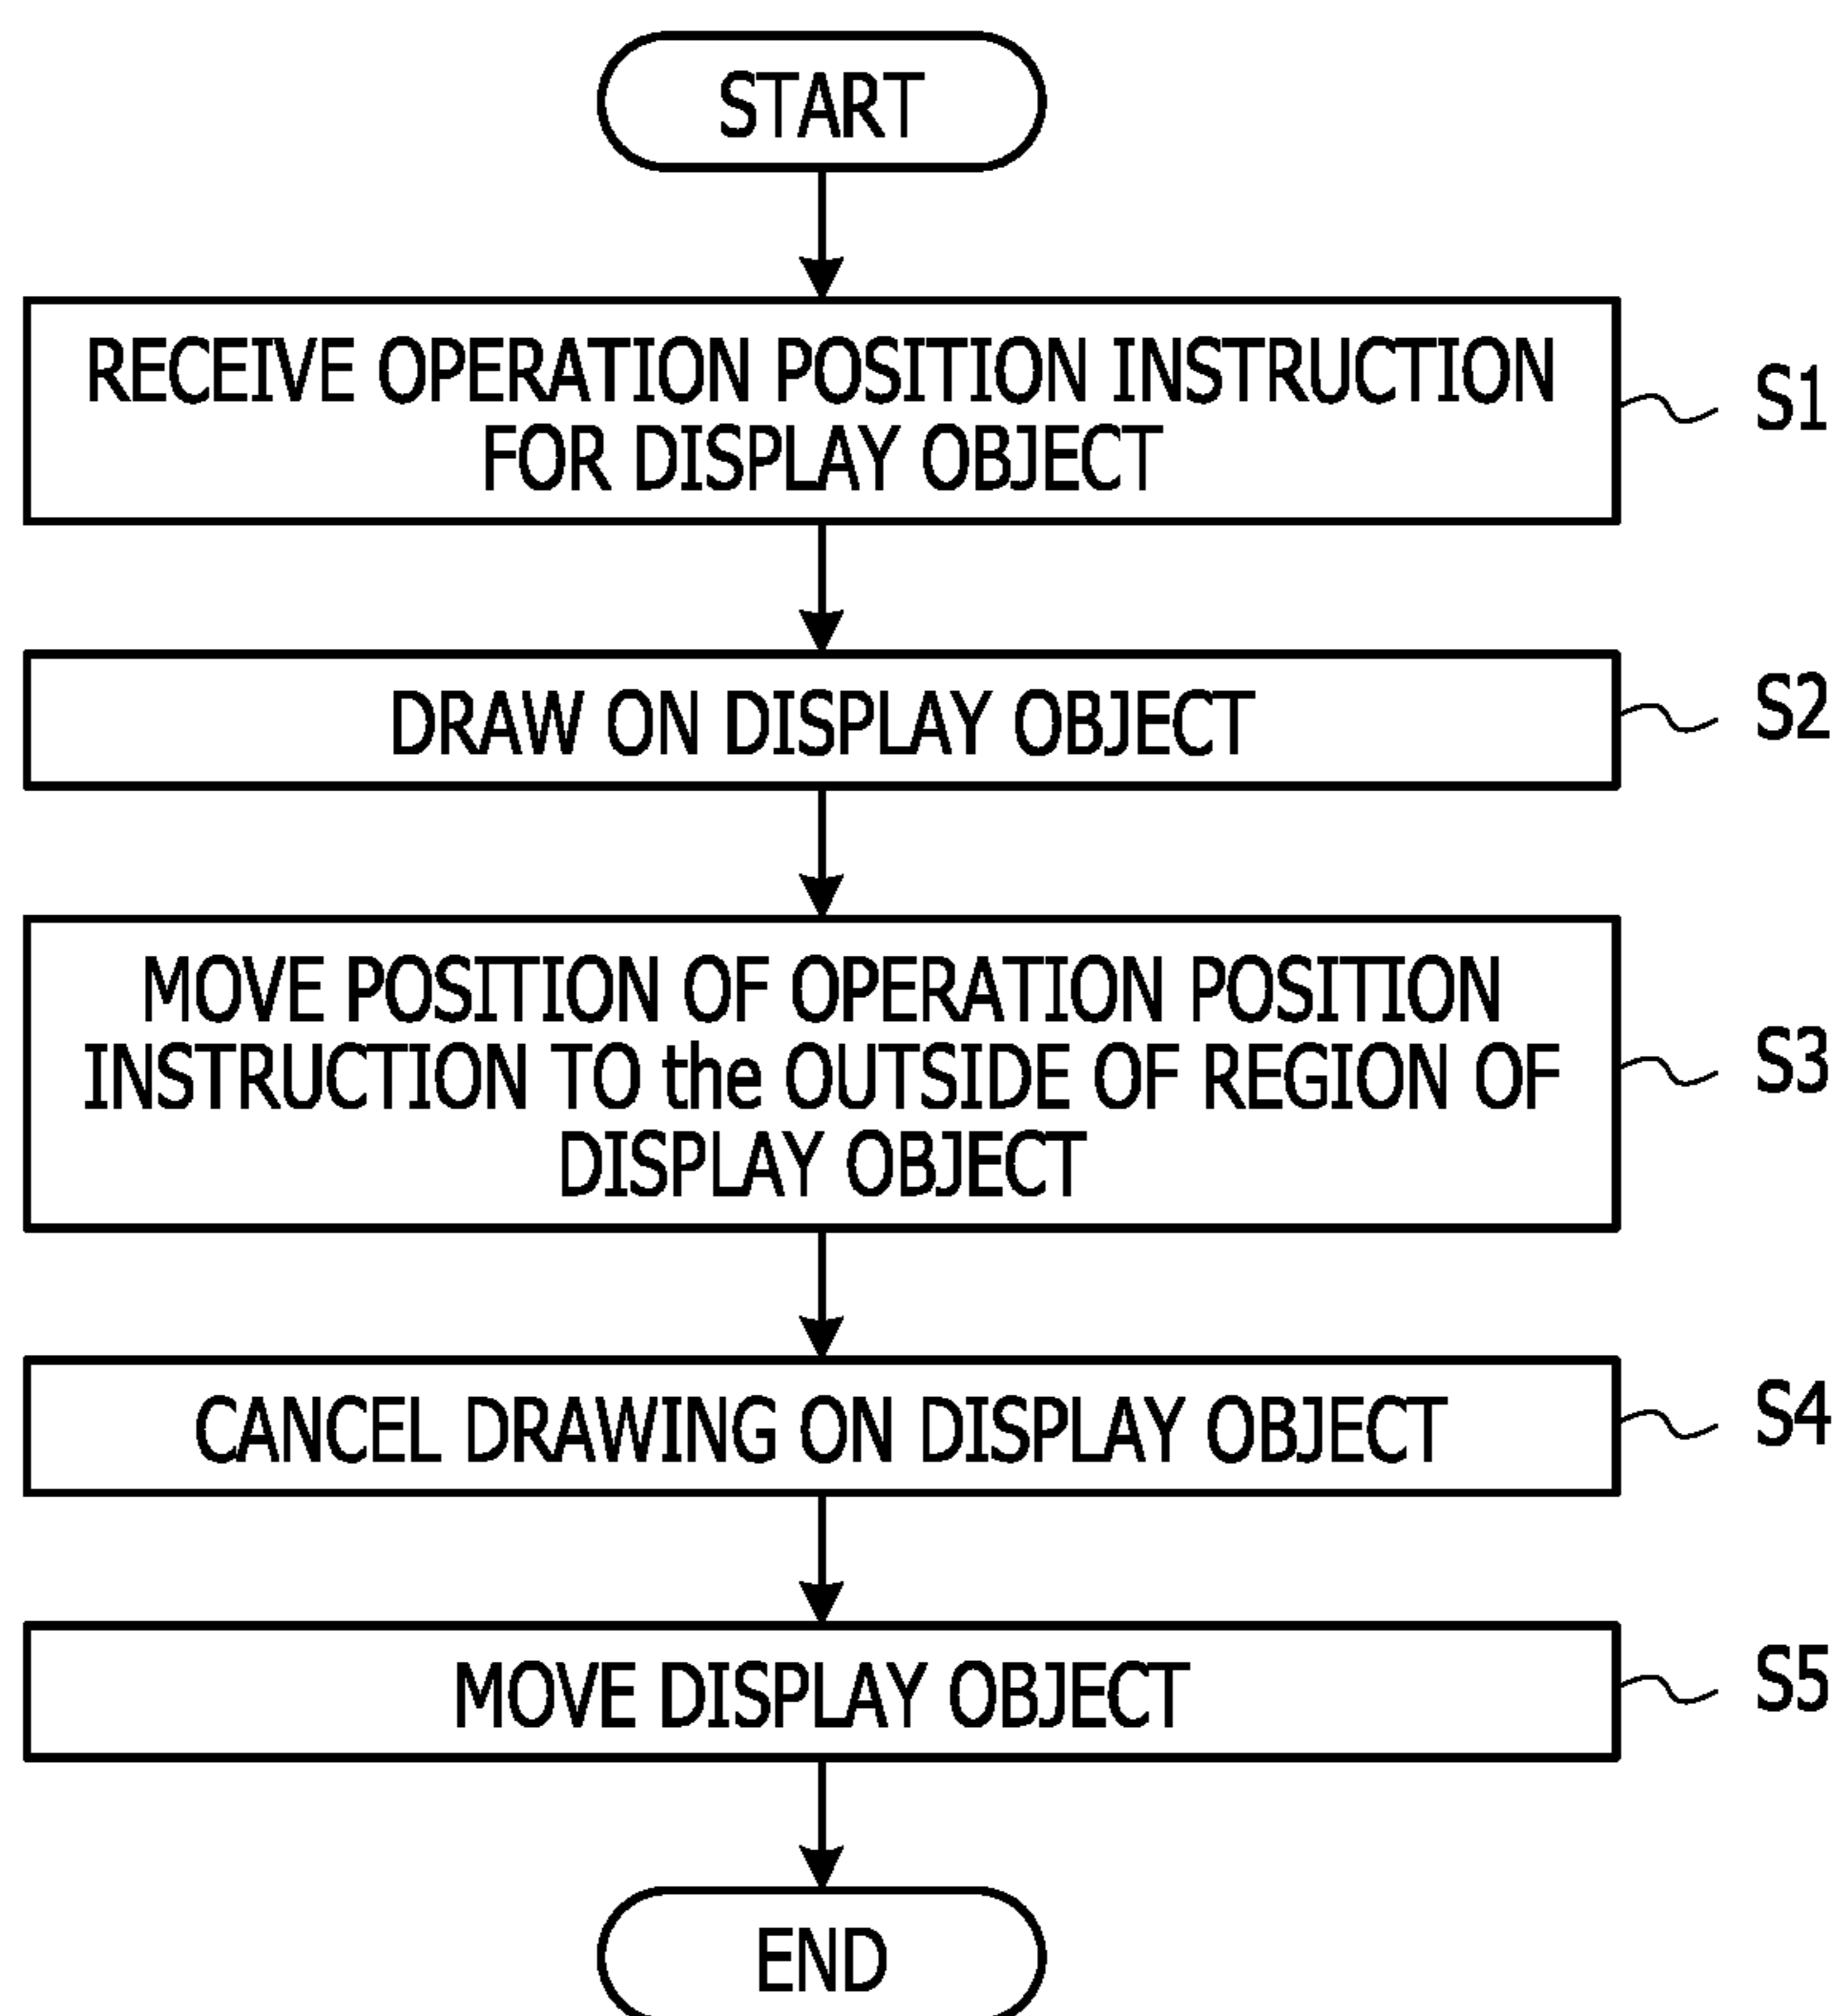 START
RECEIVE OPERATION POSITION INSTRUCTION
FOR DISPLAY OBJECT
S1
DRAW ON DISPLAY OBJECT
S2
MOVE POSITION OF OPERATION POSITION
INSTRUCTION TO the OUTSIDE OF REGION OF
DISPLAY OBJECT
S3
CANCEL DRAWING ON DISPLAY OBJECT
S4
MOVE DISPLAY OBJECT
S5
END